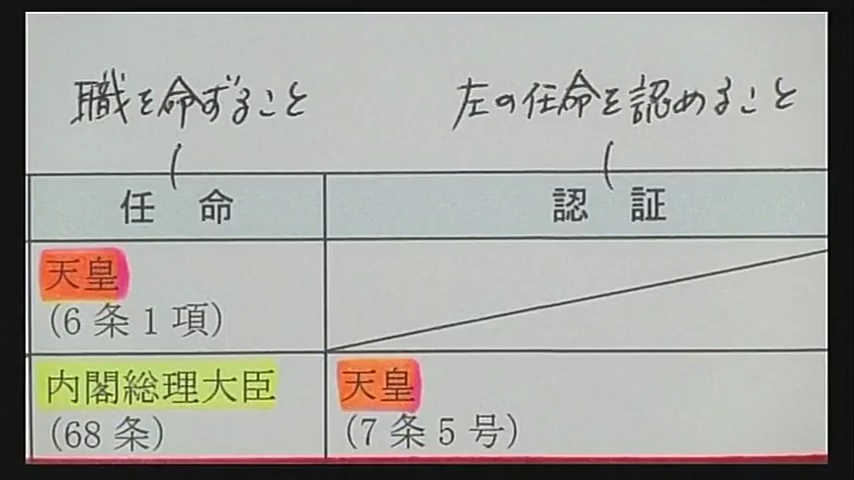 職を命ずること
左の任命を認めること
任 命
認 証
天皇
(6条1項)
内閣総理大臣
(68条)
天皇
(7条5号)